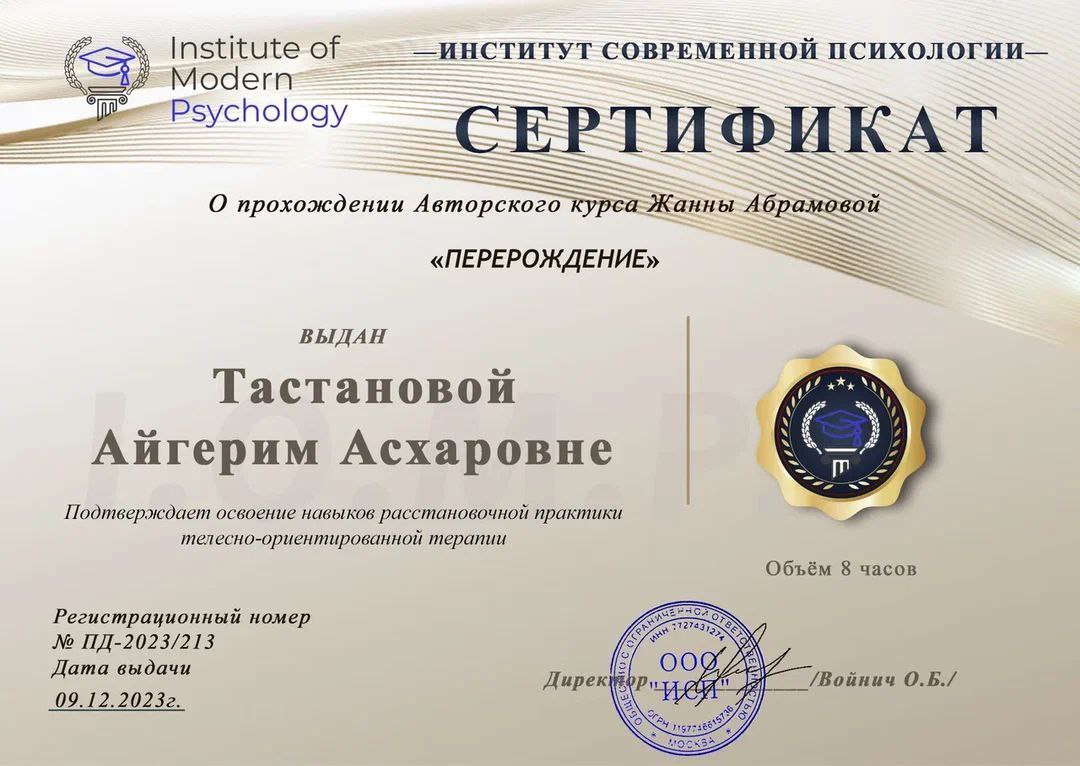 Institute of
Modern
Psychology
—ИНСТИТУТ СОВРЕМЕННОЙ ПСИХОЛОГИИ—
СЕРТИФИКАТ
О прохождении Авторского курса Жанны Абрамовой
«ПЕРЕРОЖДЕНИЕ»
ВЫДАН
Тастановой
Айгерим Асхаровне
I.O.M.P.
Подтверждает освоение навыков расстановочной практики
телесно-ориентированной терапии
Объём 8 часов
Регистрационный номер
№ ПД-2023/213
Дата выдачи
09.12.2023г.
Директор /Войнич О.Б./
ОБЩЕСТВО С ОГРАНИЧЕННОЙ ОТВЕТСТВЕННОСТЬЮ
ИНН 7727431274
ООО
"ИСП"
ОГРН 1197746615736
* МОСКВА *